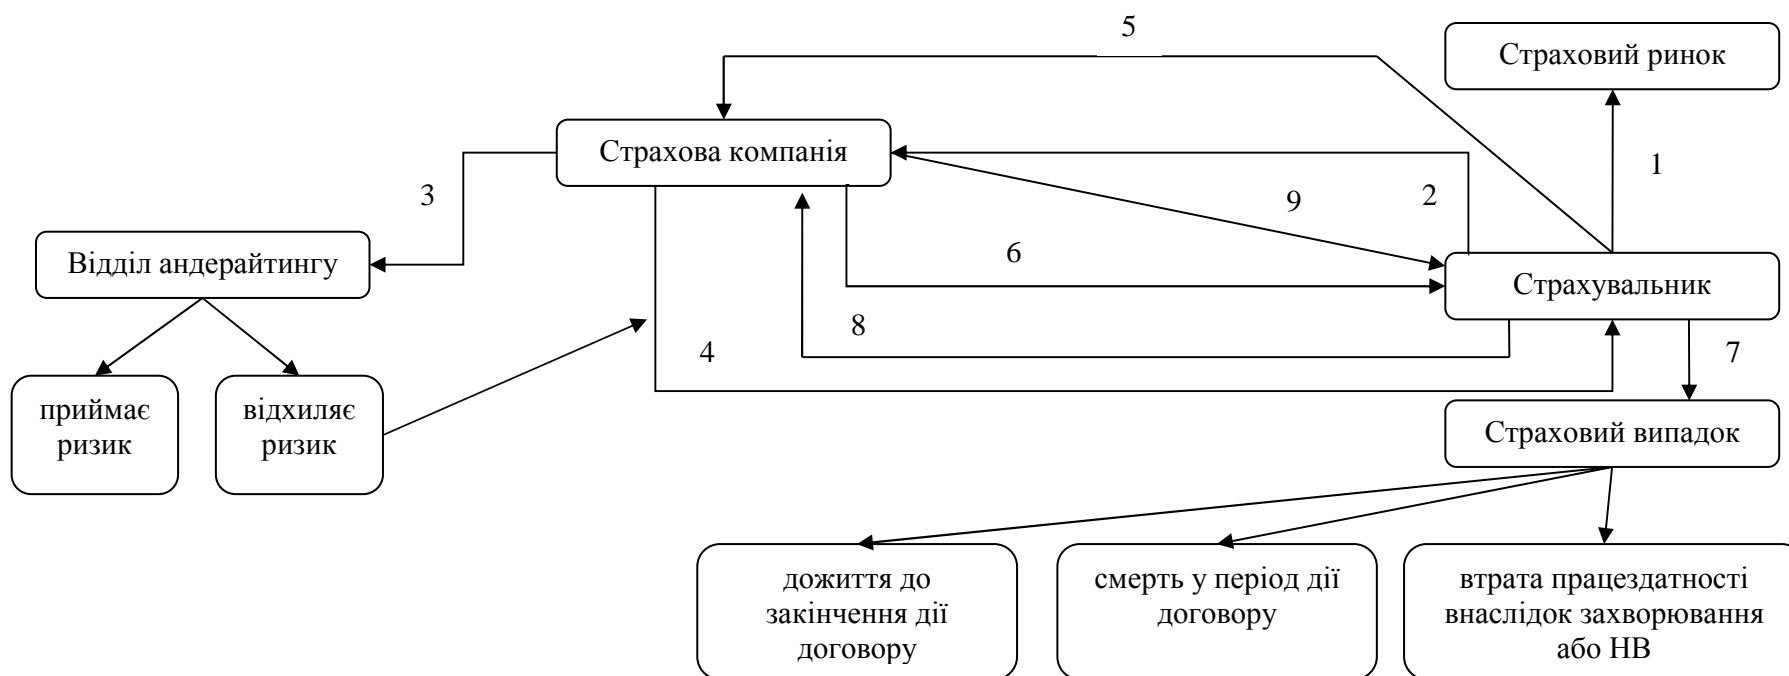 5
Страховий ринок
Страхова компанія
1
3
9
2
Відділ андерайтингу
6
Страхувальник
8
4
7
приймає
ризик
відхиляє
ризик
Страховий випадок
дожиття до
закінчення дії
договору
смерть у період дії
договору
втрата працездатності
внаслідок захворювання
або НВ